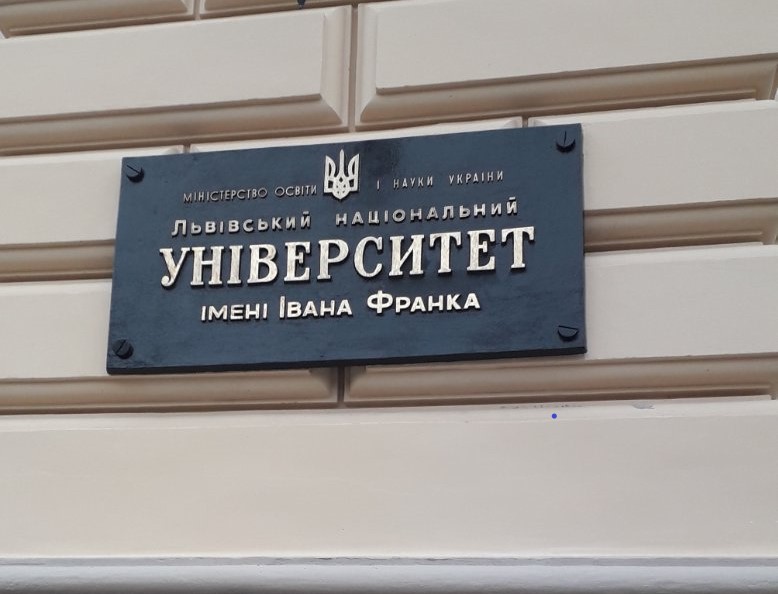 МІНІСТЕРСТВО ОСВІТИ І НАУКИ УКРАЇНИ
ЛЬВІВСЬКИЙ НАЦІОНАЛЬНИЙ
УНІВЕРСИТЕТ
ІМЕНІ ІВАНА ФРАНКА